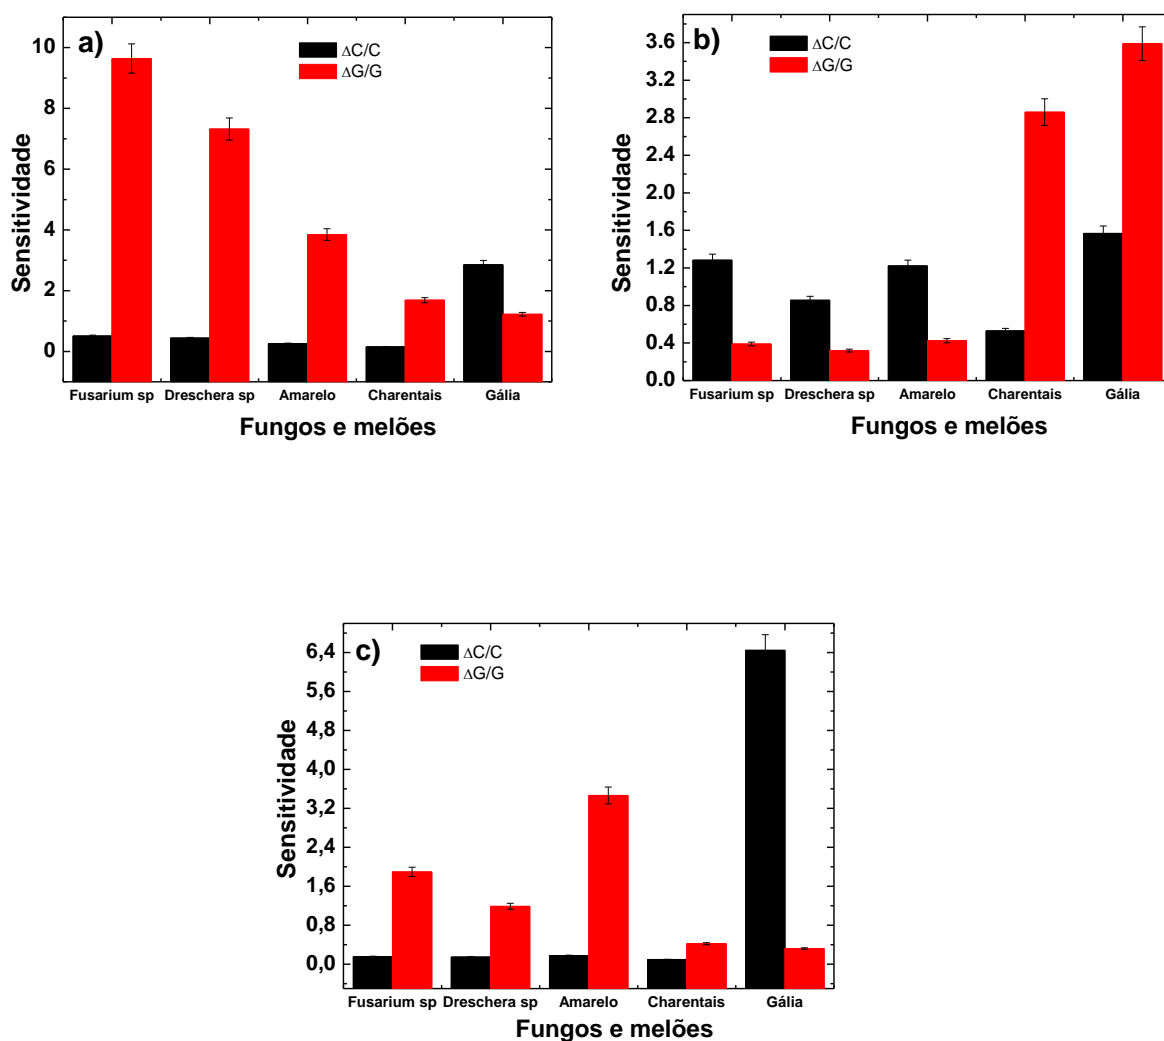 a)
ΔC/C
ΔG/G
10
8
6
4
2
0
Sensitividade
Fusarium sp Dreschera sp Amarelo Charentais Gália
Fungos e melões
b)
ΔC/C
ΔG/G
3.6
3.2
2.8
2.4
2.0
1.6
1.2
0.8
0.4
0.0
Sensitividade
Fusarium sp Dreschera sp Amarelo Charentais Gália
Fungos e melões
c)
ΔC/C
ΔG/G
6,4
5,6
4,8
4,0
3,2
2,4
1,6
0,8
0,0
Sensitividade
Fusarium sp Dreschera sp Amarelo Charentais Gália
Fungos e melões